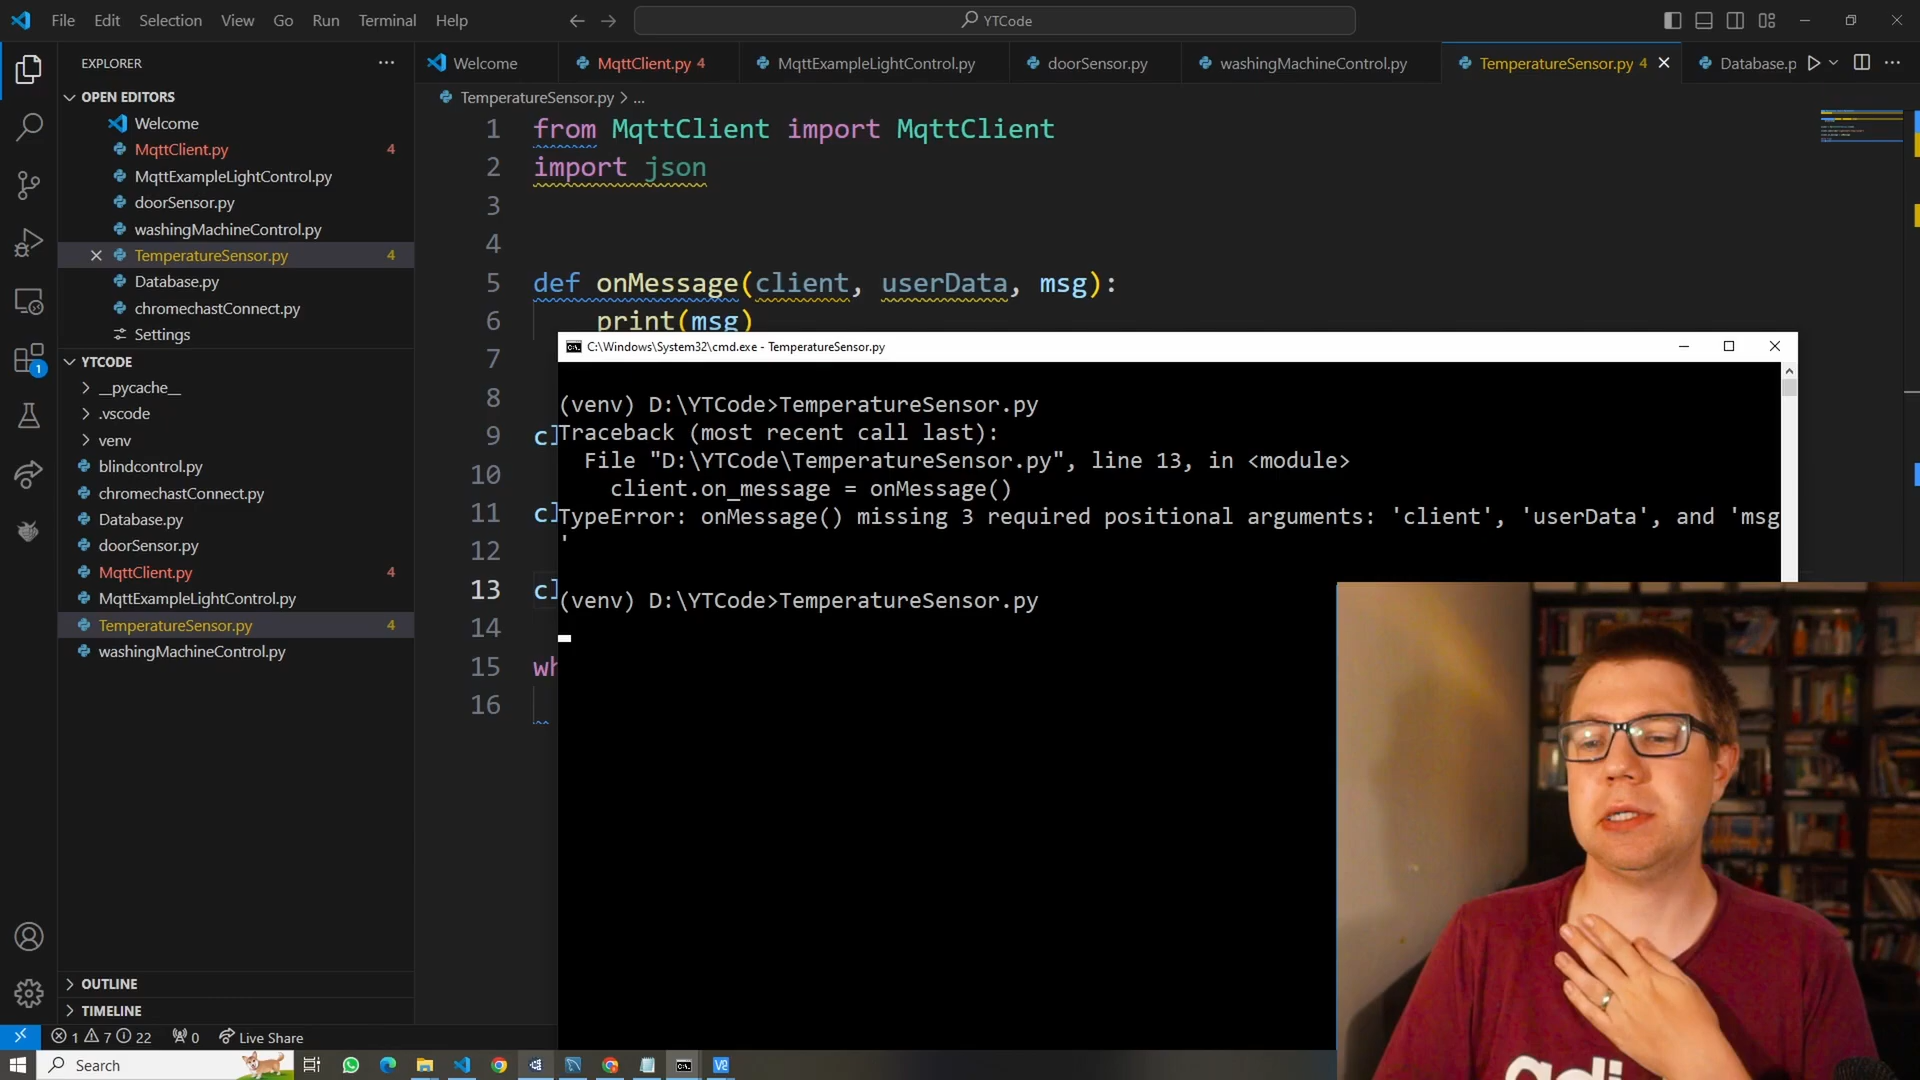 File Edit Selection View Go Run Terminal Help
YTCode
EXPLORER
OPEN EDITORS
Welcome
MqttClient.py 4
MqttExampleLightControl.py
doorSensor.py
washingMachineControl.py
TemperatureSensor.py 4
Database.py
chromechastConnect.py
Settings
YTCODE
__pycache__
.vscode
venv
blindcontrol.py
chromechastConnect.py
Database.py
doorSensor.py
MqttClient.py 4
MqttExampleLightControl.py
TemperatureSensor.py 4
washingMachineControl.py
OUTLINE
TIMELINE
1
Welcome MqttClient.py 4 MqttExampleLightControl.py doorSensor.py washingMachineControl.py TemperatureSensor.py 4 Database.p
TemperatureSensor.py > ...
1 from MqttClient import MqttClient
2 import json
3
4
5 def onMessage(client, userData, msg):
6 print(msg)
7
8
9 cl
10
11 cl
12
13 cl
14
15 wh
16
C:\Windows\System32\cmd.exe - TemperatureSensor.py
(venv) D:\YTCode>TemperatureSensor.py
Traceback (most recent call last):
File "D:\YTCode\TemperatureSensor.py", line 13, in <module>
client.on_message = onMessage()
TypeError: onMessage() missing 3 required positional arguments: 'client', 'userData', and 'msg
'
(venv) D:\YTCode>TemperatureSensor.py
adi
1 7 22 0 Live Share
Search